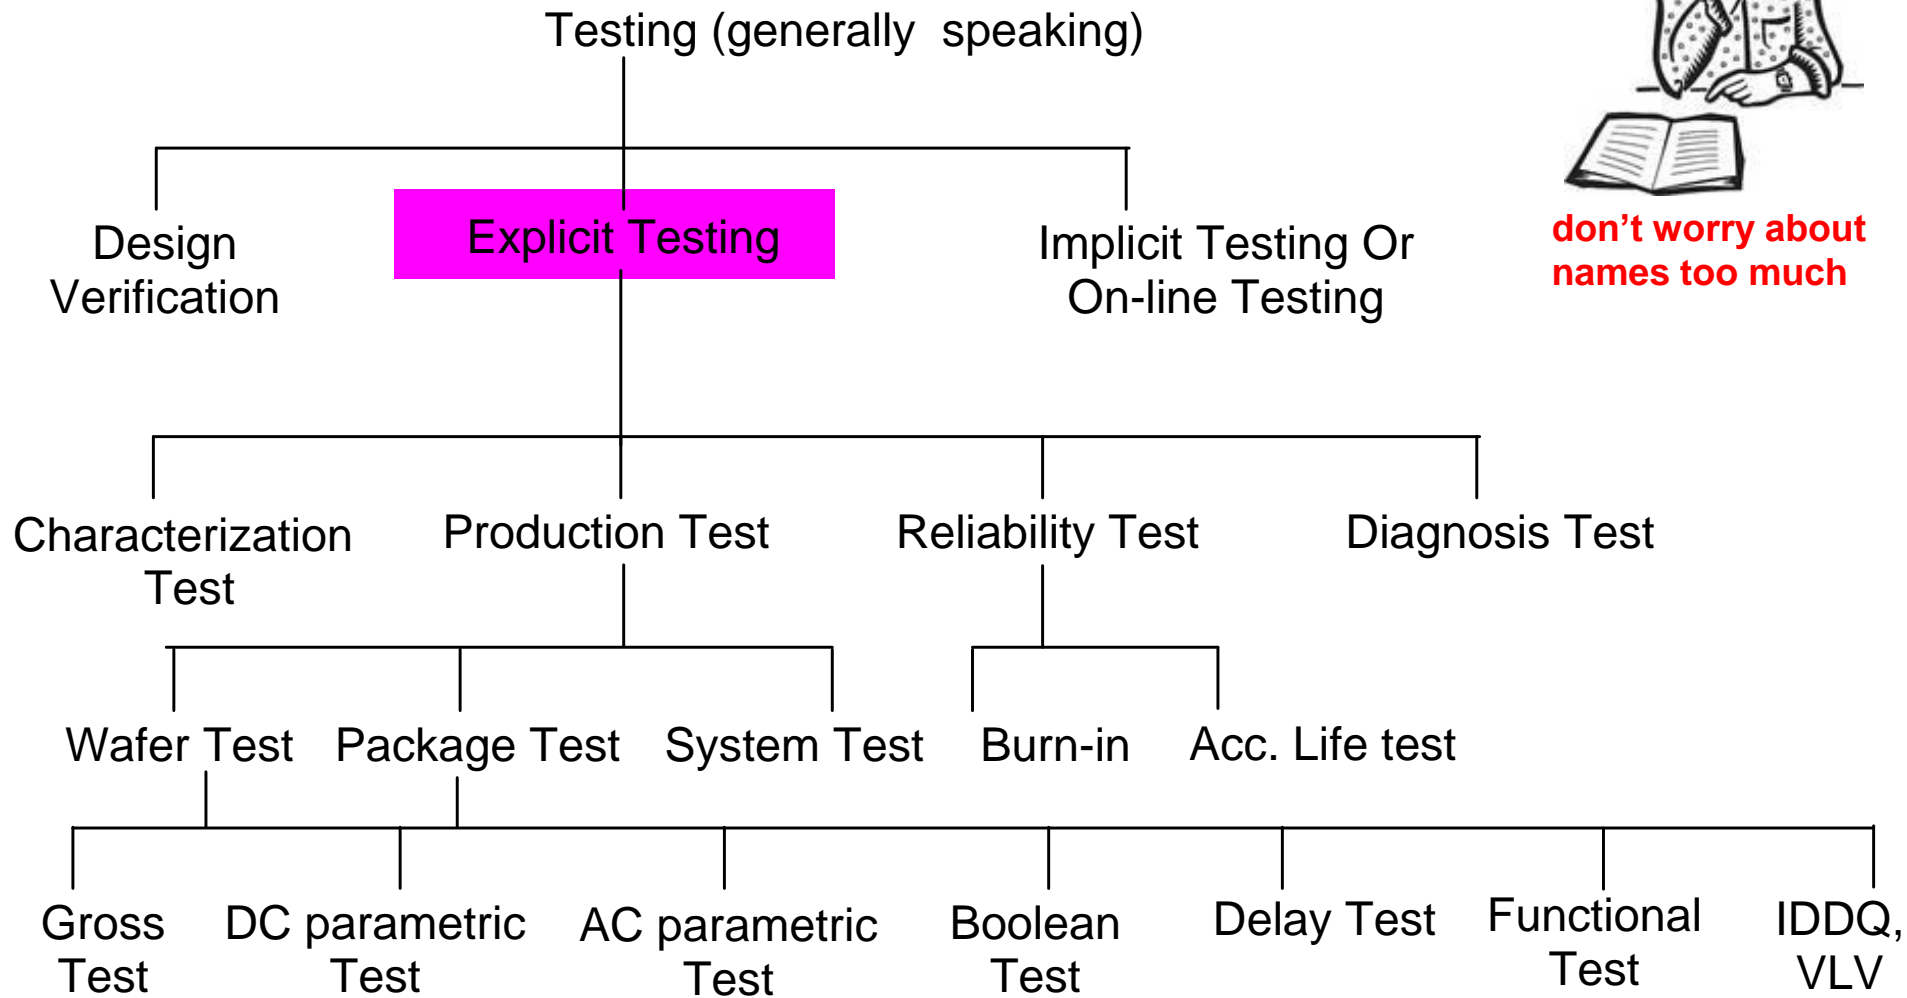 Testing (generally speaking)
Design
Verification
Explicit Testing
Implicit Testing Or
On-line Testing
don't worry about
names too much
Characterization
Test
Production Test
Reliability Test
Diagnosis Test
Wafer Test
Package Test
System Test
Burn-in
Acc. Life test
Gross
Test
DC parametric
Test
AC parametric
Test
Boolean
Test
Delay Test
Functional
Test
IDDQ,
VLV